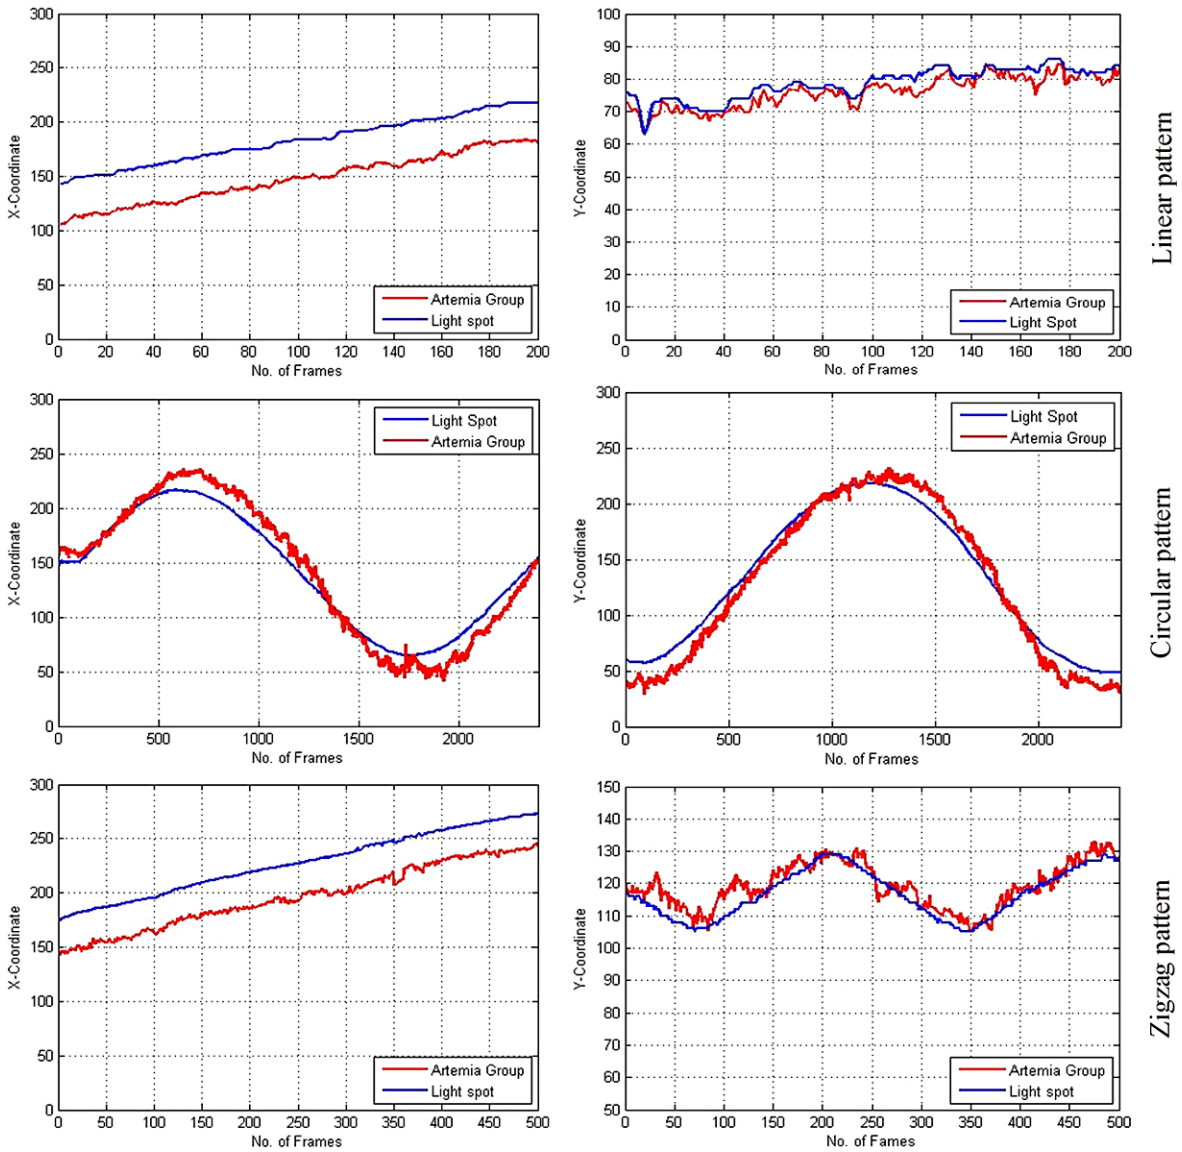 300
250
200
150
100
50
0
X-Coordinate
0 20 40 60 80 100 120 140 160 180 200
No. of Frames
Artemia Group
Light spot
100
90
80
70
60
50
40
30
20
10
0
Y-Coordinate
0 20 40 60 80 100 120 140 160 180 200
No. of Frames
Artemia Group
Light Spot
Linear pattern
300
250
200
150
100
50
0
X-Coordinate
0 500 1000 1500 2000
No. of Frames
Light Spot
Artemia Group
300
250
200
150
100
50
0
Y-Coordinate
0 500 1000 1500 2000
No. of Frames
Light Spot
Artemia Group
Circular pattern
300
250
200
150
100
50
0
X-Coordinate
0 50 100 150 200 250 300 350 400 450 500
No. of Frames
Artemia Group
Light spot
150
140
130
120
110
100
90
80
70
60
50
Y-Coordinate
0 50 100 150 200 250 300 350 400 450 500
No. of Frames
Artemia Group
Light spot
Zigzag pattern